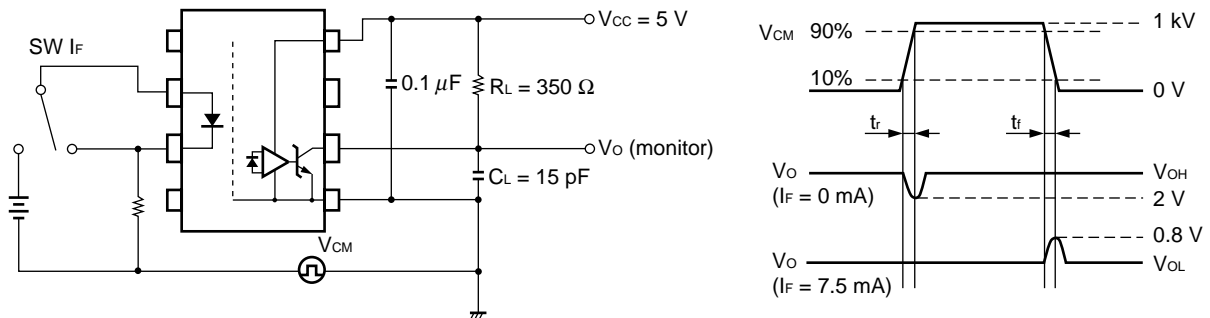 VCC = 5 V
SW IF
0.1 μF
RL = 350 Ω
VO (monitor)
CL = 15 pF
VCM
VCM 90%
1 kV
10%
0 V
tr
tf
VO
(IF = 0 mA)
VOH
2 V
0.8 V
VO
(IF = 7.5 mA)
VOL